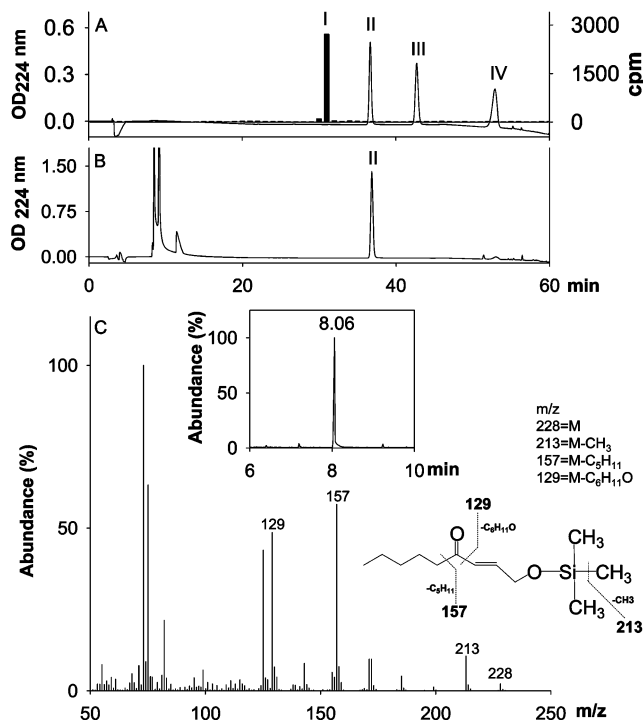 A
I
II
III
IV
OD224 nm
0.6
0.3
0.0
3000
1500
0
cpm
B
II
OD 224 nm
1.50
0.75
0.00
0
20
40
min
60
C
Abundance (%)
100
50
0
Abundance (%)
100
50
0
8.06
6
8
10
min
m/z
228=M
213=M-CH3
157=M-C5H11
129=M-C6H11O
129
157
213
228
129
-C6H11O
O
O
Si
CH3
CH3
CH3
-C5H11
157
-CH3
213
50
100
150
200
250
m/z